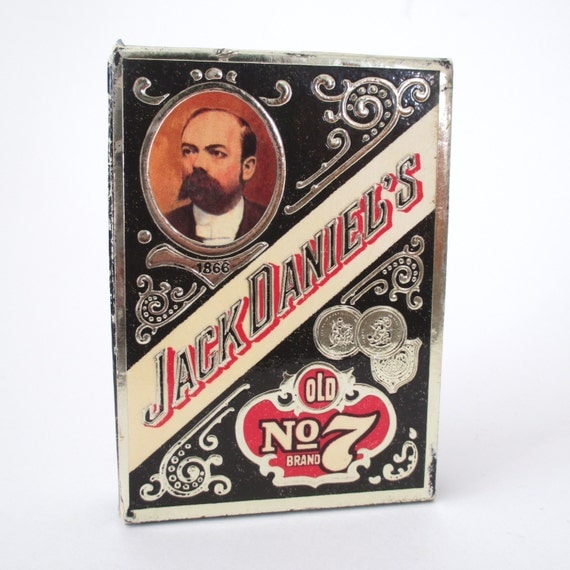 1866
JACK DANIEL'S
OLD
No 7
BRAND